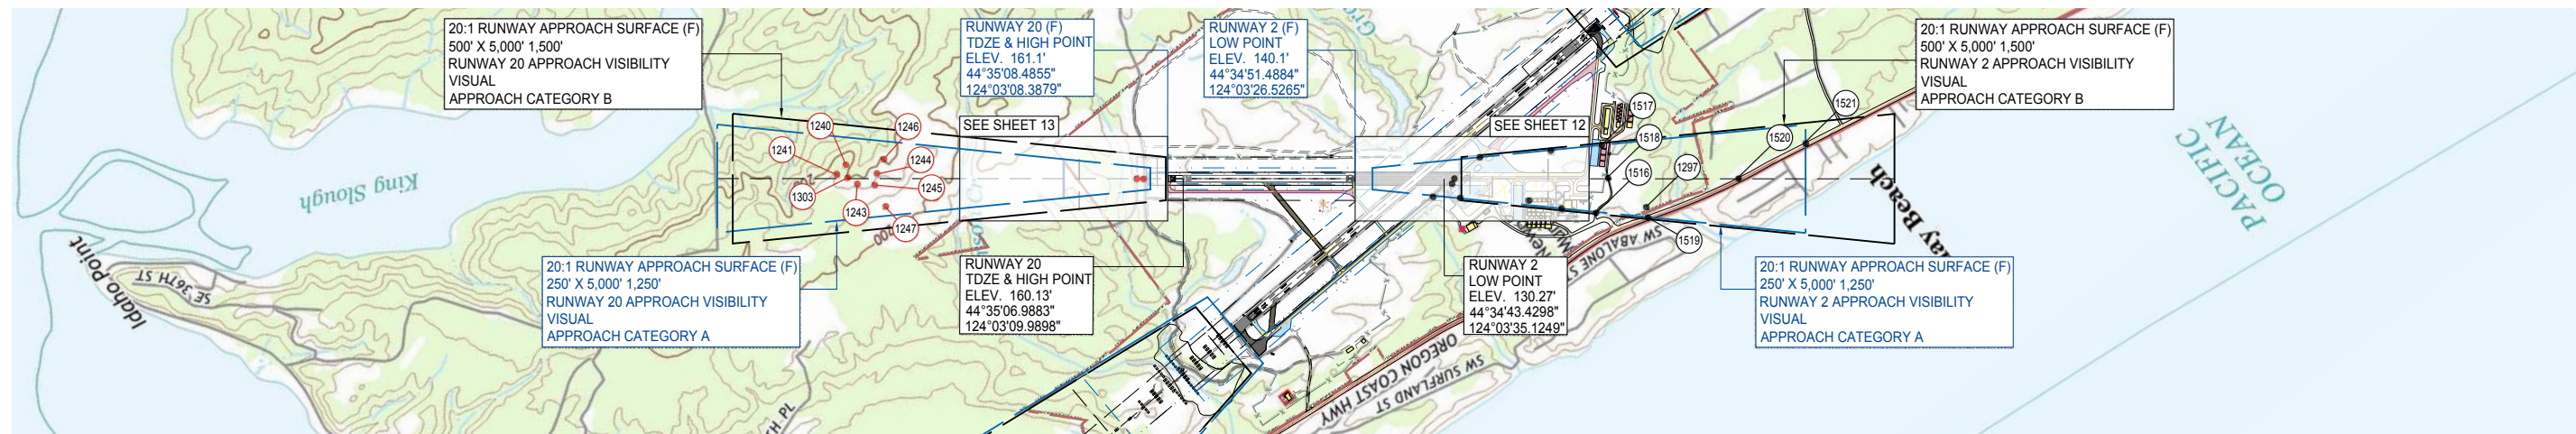 20:1 RUNWAY APPROACH SURFACE (F)
500' X 5,000' 1,500'
RUNWAY 20 APPROACH VISIBILITY
VISUAL
APPROACH CATEGORY B
RUNWAY 20 (F)
TDZE & HIGH POINT
ELEV. 161.1'
44°35'08.4855"
124°03'08.3879"
RUNWAY 2 (F)
LOW POINT
ELEV. 140.1'
44°34'51.4884"
124°03'26.5265"
20:1 RUNWAY APPROACH SURFACE (F)
500' X 5,000' 1,500'
RUNWAY 2 APPROACH VISIBILITY
VISUAL
APPROACH CATEGORY B
SEE SHEET 13
SEE SHEET 12
1240
1246
1241
1244
1245
1303
1243
1247
1517
1518
1521
1520
1297
1516
1519
King Slough
PACIFIC
OCEAN
Beach
Idaho Point
SE 36TH ST
SW ABALONE ST
OREGON COAST HWY
SW SURFLAND ST
PL
20:1 RUNWAY APPROACH SURFACE (F)
250' X 5,000' 1,250'
RUNWAY 20 APPROACH VISIBILITY
VISUAL
APPROACH CATEGORY A
RUNWAY 20
TDZE & HIGH POINT
ELEV. 160.13'
44°35'06.9883"
124°03'09.9898"
RUNWAY 2
LOW POINT
ELEV. 130.27'
44°34'43.4298"
124°03'35.1249"
20:1 RUNWAY APPROACH SURFACE (F)
250' X 5,000' 1,250'
RUNWAY 2 APPROACH VISIBILITY
VISUAL
APPROACH CATEGORY A